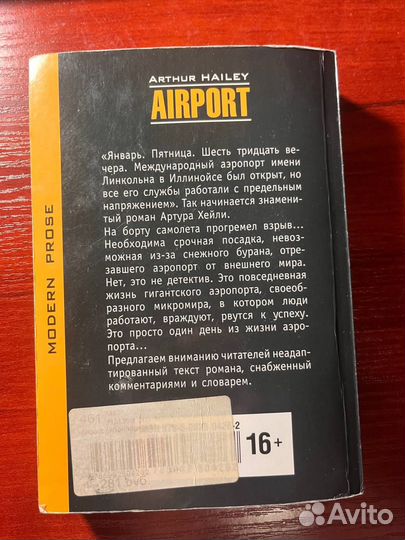 ARTHUR HAILEY
AIRPORT
«Январь. Пятница. Шесть тридцать ве-
чера. Международный аэропорт имени
Линкольна в Иллинойсе был открыт, но
все его службы работали с предельным
напряжением». Так начинается знамени-
тый роман Артура Хейли.
На борту самолета прогремел взрыв...
Необходима срочная посадка, невоз-
можная из-за снежного бурана, отре-
завшего аэропорт от внешнего мира.
Нет, это не детектив. Это повседневная
жизнь гигантского аэропорта, своеоб-
разного микромира, в котором люди
работают, враждуют, рвутся к успеху.
Это просто один день из жизни аэро-
порта...
Предлагаем вниманию читателей неадап-
тированный текст романа, снабженный
комментариями и словарем.
MODERN PROSE
16+
Avito